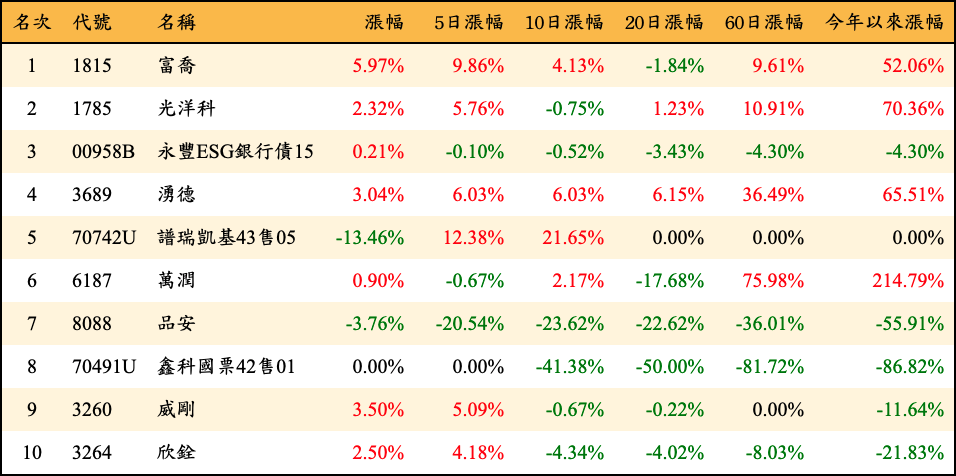 名次 代號 名稱 漲幅 5日漲幅 10日漲幅 20日漲幅 60日漲幅 今年以來漲幅
1 1815 富喬 5.97% 9.86% 4.13% -1.84% 9.61% 52.06%
2 1785 光洋科 2.32% 5.76% -0.75% 1.23% 10.91% 70.36%
3 00958B 永豐ESG銀行債15 0.21% -0.10% -0.52% -3.43% -4.30% -4.30%
4 3689 湧德 3.04% 6.03% 6.03% 6.15% 36.49% 65.51%
5 70742U 譜瑞凱基43售05 -13.46% 12.38% 21.65% 0.00% 0.00% 0.00%
6 6187 萬潤 0.90% -0.67% 2.17% -17.68% 75.98% 214.79%
7 8088 品安 -3.76% -20.54% -23.62% -22.62% -36.01% -55.91%
8 70491U 鑫科國票42售01 0.00% 0.00% -41.38% -50.00% -81.72% -86.82%
9 3260 威剛 3.50% 5.09% -0.67% -0.22% 0.00% -11.64%
10 3264 欣銓 2.50% 4.18% -4.34% -4.02% -8.03% -21.83%